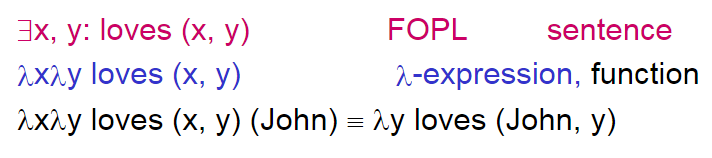 ∃x, y: loves (x, y) FOPL sentence
λxλy loves (x, y) λ-expression, function
λxλy loves (x, y) (John) ≡ λy loves (John, y)